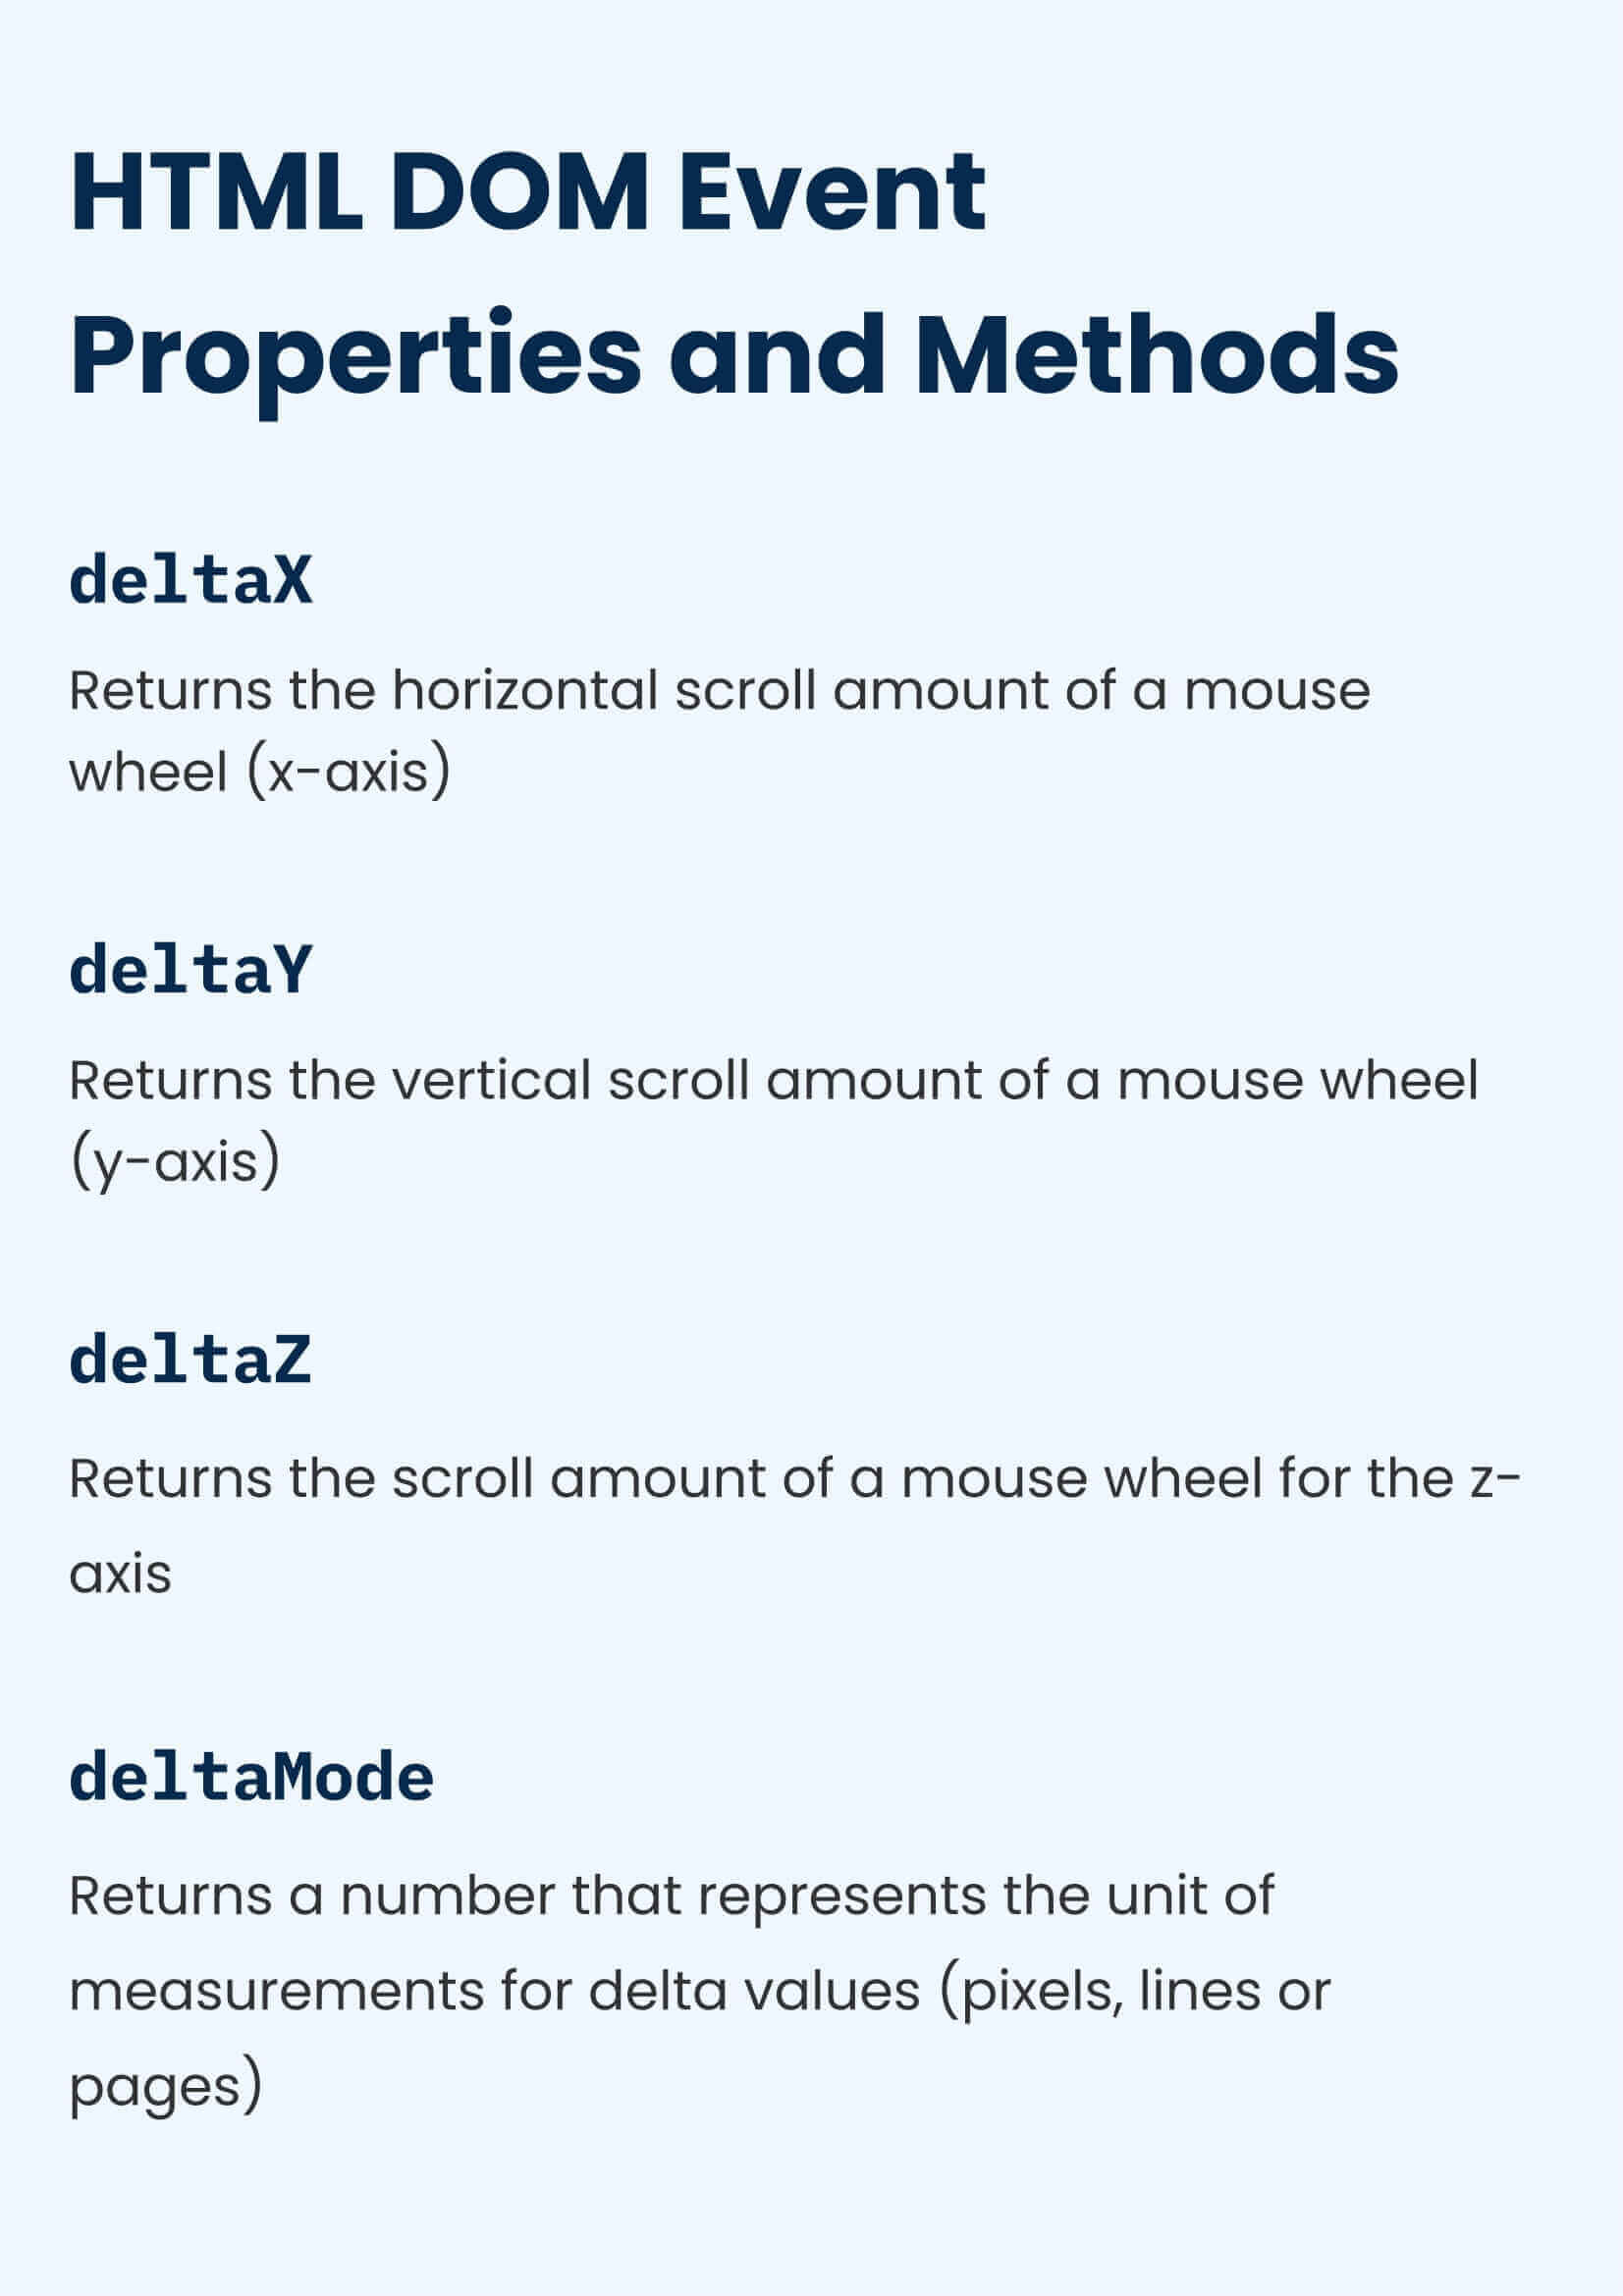 HTML DOM Event
Properties and Methods
deltaX
Returns the horizontal scroll amount of a mouse
wheel (x-axis)
deltaY
Returns the vertical scroll amount of a mouse wheel
(y-axis)
deltaZ
Returns the scroll amount of a mouse wheel for the z-
axis
deltaMode
Returns a number that represents the unit of
measurements for delta values (pixels, lines or
pages)